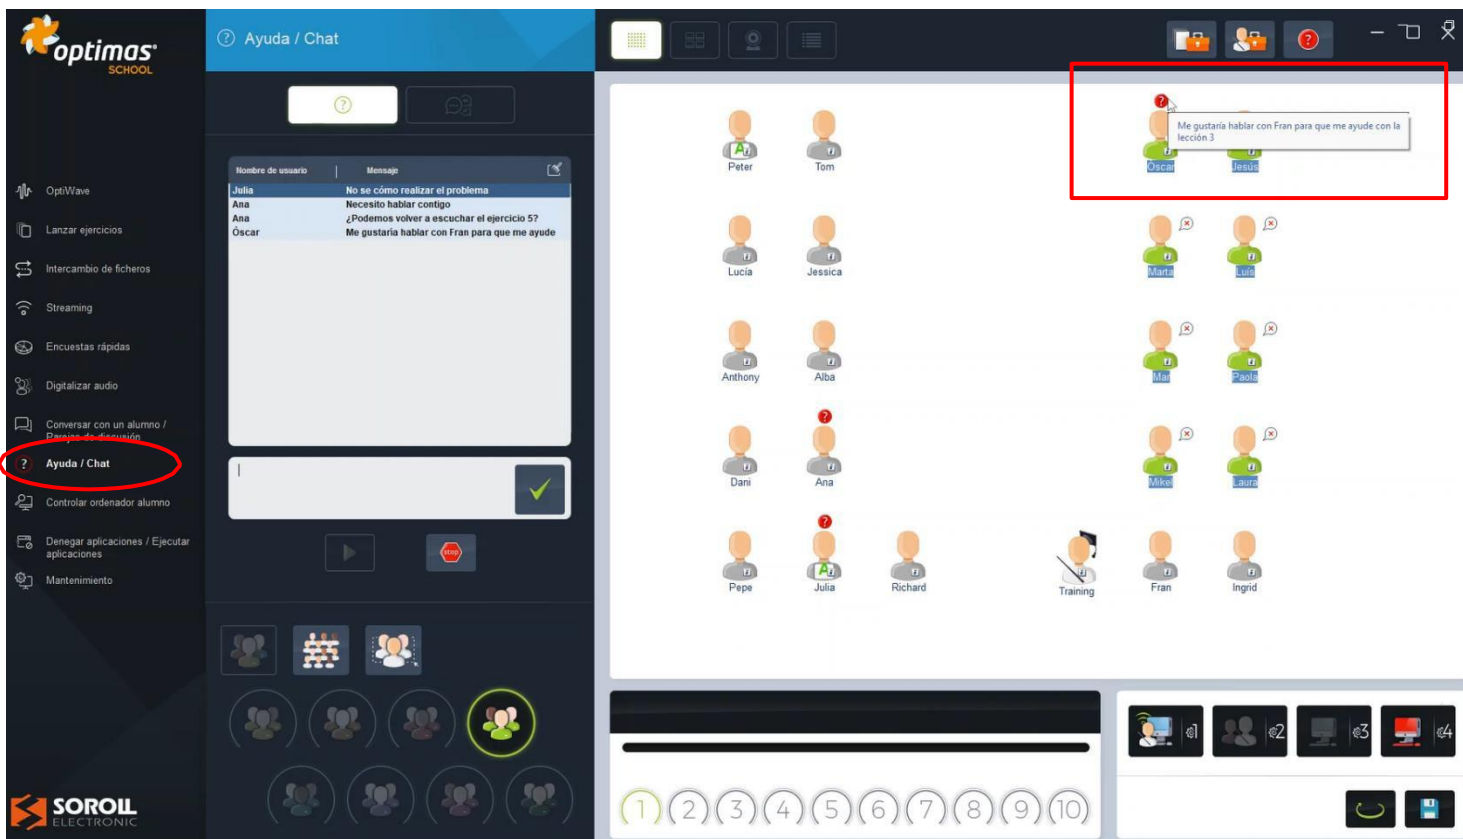 optimas
SCHOOL
Ayuda / Chat
Nombre de usuario Mensaje
Julia No se cómo realizar el problema
Ana Necesito hablar contigo
Ana ¿Podemos volver a escuchar el ejercicio 5?
Óscar Me gustaría hablar con Fran para que me ayude
OptiWave
Lanzar ejercicios
Intercambio de ficheros
Streaming
Encuestas rápidas
Digitalizar audio
Conversar con un alumno /
Parejas de discusión
Ayuda / Chat
Controlar ordenador alumno
Denegar aplicaciones / Ejecutar
aplicaciones
Mantenimiento
stop
SOROLL
ELECTRONIC
Me gustaría hablar con Fran para que me ayude con la
lección 3
Peter Tom Óscar Jesús
Lucía Jessica Marta Luís
Anthony Alba Mar Paola
Dani Ana Mikel Laura
Pepe Julia Richard Training Fran Ingrid
1 2 3 4 5 6 7 8 9 10
1 2 3 4